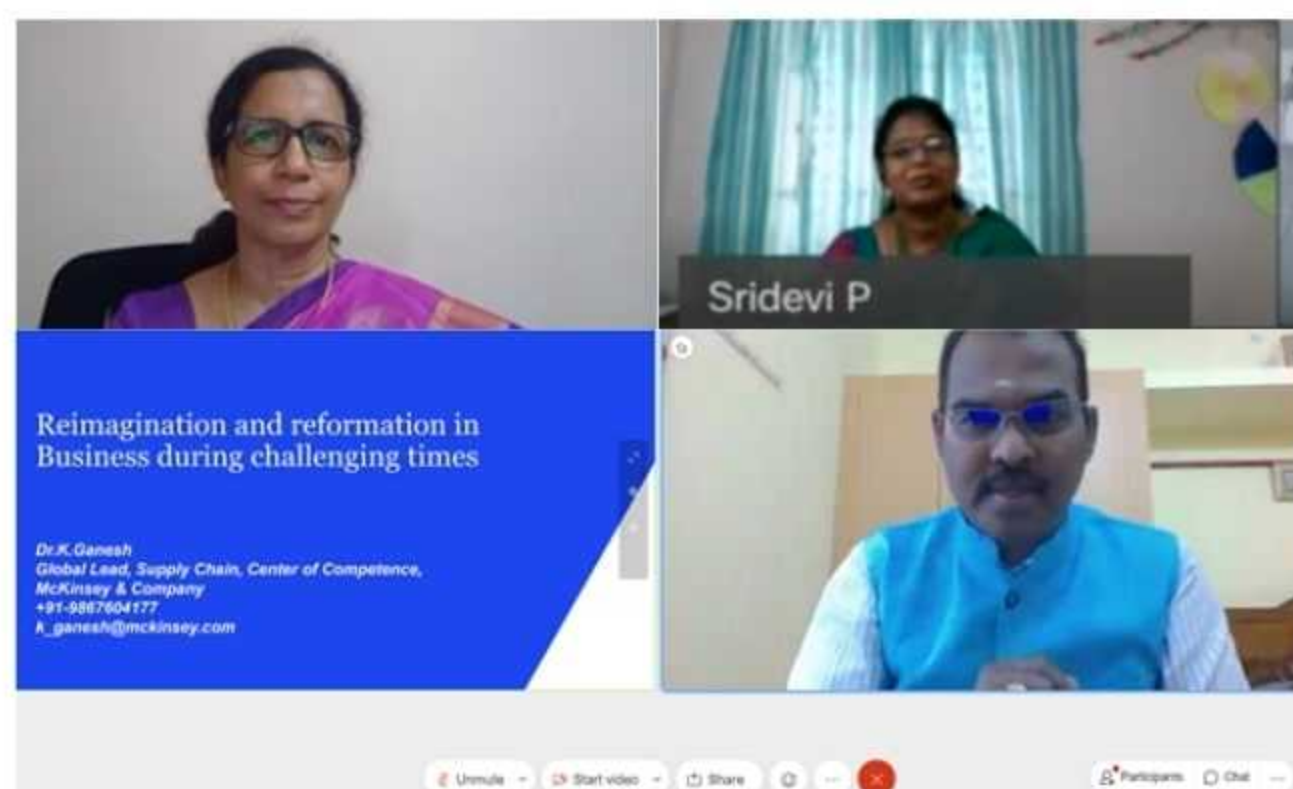 Sridevi P
Reimagination and reformation in
Business during challenging times
Dr.K.Ganesh
Global Lead, Supply Chain, Center of Competence,
McKinsey & Company
+91-9867604177
k_ganesh@mckinsey.com
Unmute
Start video
Share
Participants
Chat